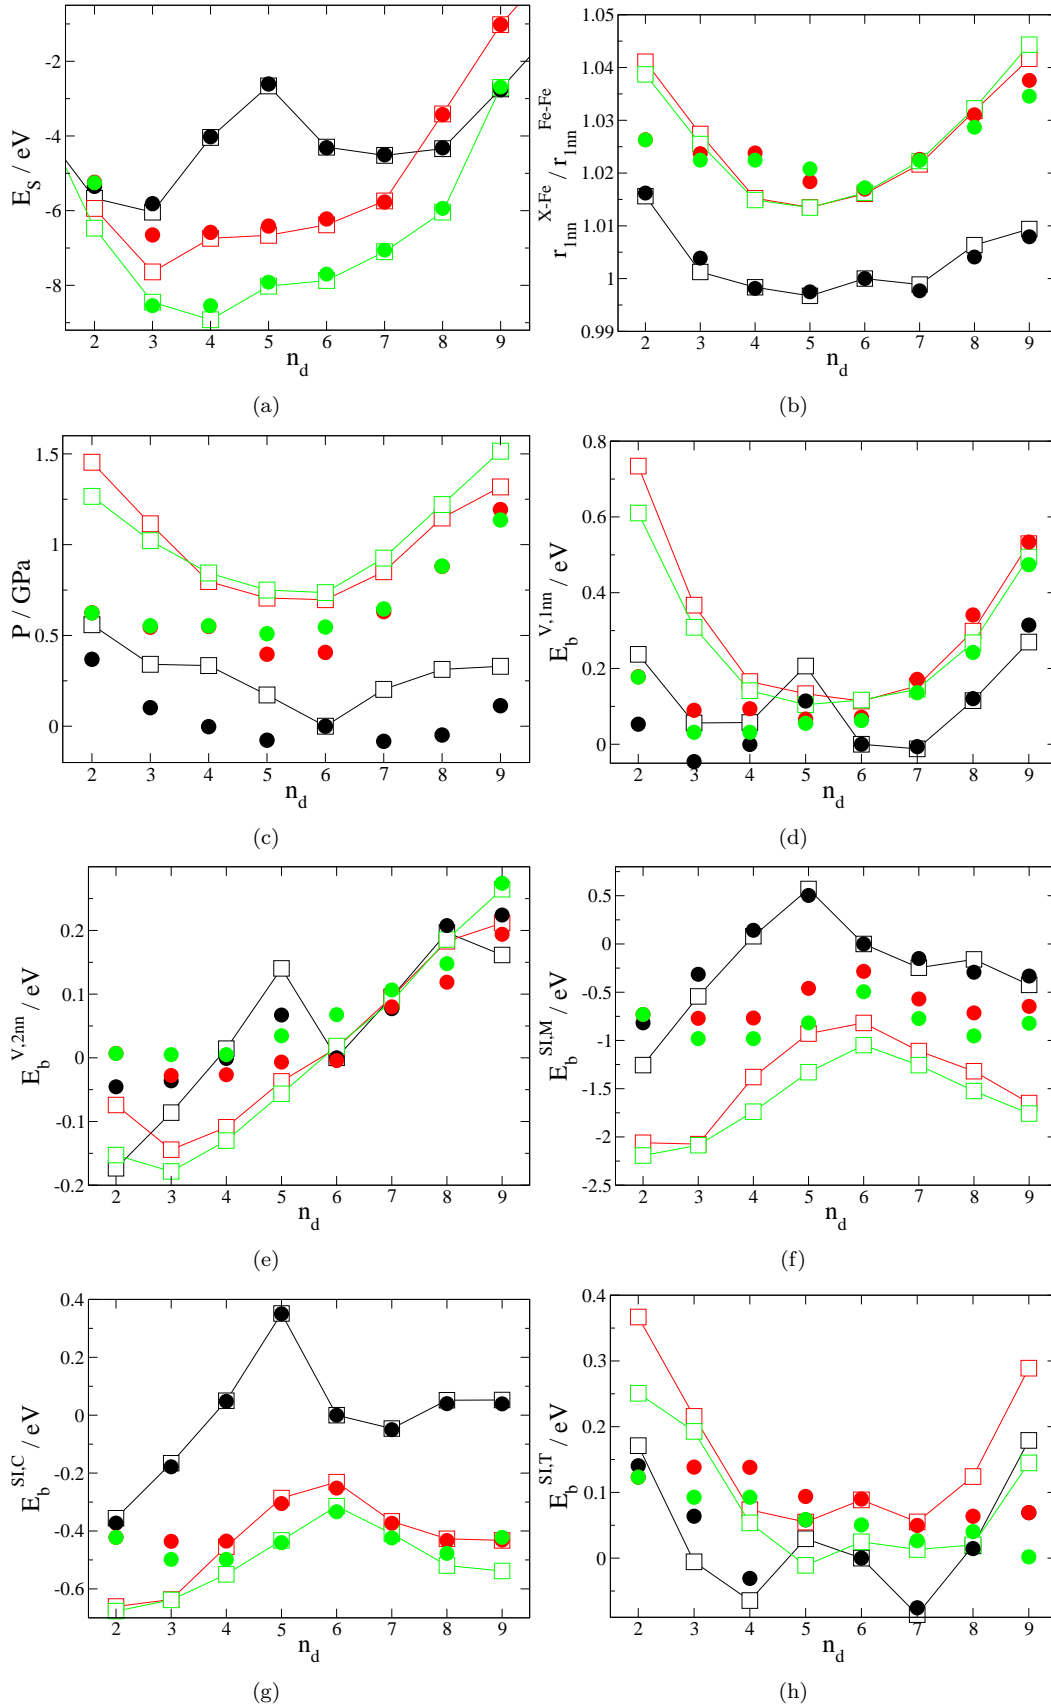 -2
-4
-6
-8
E_S / eV
2 3 4 5 6 7 8 9
n_d
(a)
1.05
1.04
1.03
1.02
1.01
1
0.99
r_1nn^X-Fe / r_1nn^Fe-Fe
2 3 4 5 6 7 8 9
n_d
(b)
1.5
1
0.5
0
P / GPa
2 3 4 5 6 7 8 9
n_d
(c)
0.8
0.6
0.4
0.2
0
E_b^V,1nn / eV
2 3 4 5 6 7 8 9
n_d
(d)
0.2
0.1
0
-0.1
-0.2
E_b^V,2nn / eV
2 3 4 5 6 7 8 9
n_d
(e)
0.5
0
-0.5
-1
-1.5
-2
-2.5
E_b^SI,M / eV
2 3 4 5 6 7 8 9
n_d
(f)
0.4
0.2
0
-0.2
-0.4
-0.6
E_b^SI,C / eV
2 3 4 5 6 7 8 9
n_d
(g)
0.4
0.3
0.2
0.1
0
E_b^SI,T / eV
2 3 4 5 6 7 8 9
n_d
(h)